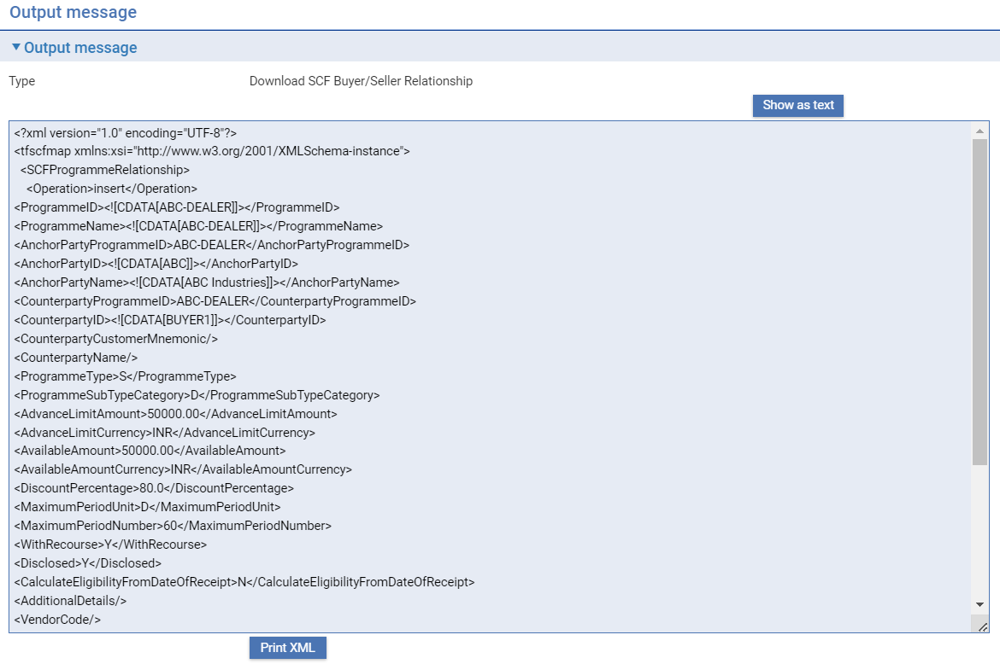 Output message
Output message
Type Download SCF Buyer/Seller Relationship
Show as text
<?xml version="1.0" encoding="UTF-8"?>
<tfscfmap xmlns:xsi="http://www.w3.org/2001/XMLSchema-instance">
<SCFProgrammeRelationship>
<Operation>insert</Operation>
<ProgrammeID><![CDATA[ABC-DEALER]]></ProgrammeID>
<ProgrammeName><![CDATA[ABC-DEALER]]></ProgrammeName>
<AnchorPartyProgrammeID>ABC-DEALER</AnchorPartyProgrammeID>
<AnchorPartyID><![CDATA[ABC]]></AnchorPartyID>
<AnchorPartyName><![CDATA[ABC Industries]]></AnchorPartyName>
<CounterpartyProgrammeID>ABC-DEALER</CounterpartyProgrammeID>
<CounterpartyID><![CDATA[BUYER1]]></CounterpartyID>
<CounterpartyCustomerMnemonic/>
<CounterpartyName/>
<ProgrammeType>S</ProgrammeType>
<ProgrammeSubTypeCategory>D</ProgrammeSubTypeCategory>
<AdvanceLimitAmount>50000.00</AdvanceLimitAmount>
<AdvanceLimitCurrency>INR</AdvanceLimitCurrency>
<AvailableAmount>50000.00</AvailableAmount>
<AvailableAmountCurrency>INR</AvailableAmountCurrency>
<DiscountPercentage>80.0</DiscountPercentage>
<MaximumPeriodUnit>D</MaximumPeriodUnit>
<MaximumPeriodNumber>60</MaximumPeriodNumber>
<WithRecourse>Y</WithRecourse>
<Disclosed>Y</Disclosed>
<CalculateEligibilityFromDateOfReceipt>N</CalculateEligibilityFromDateOfReceipt>
<AdditionalDetails/>
<VendorCode/>
Print XML